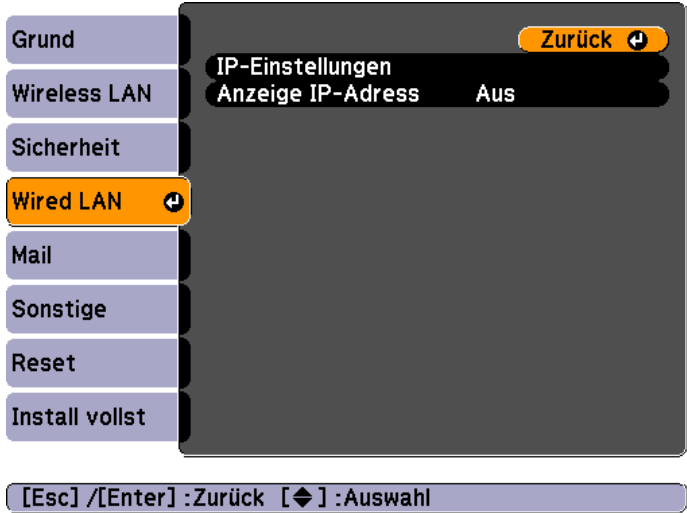 Grund
Wireless LAN
Sicherheit
Wired LAN
Mail
Sonstige
Reset
Install vollst
Zurück
IP-Einstellungen
Anzeige IP-Adress Aus
[Esc] /[Enter] :Zurück [◆] :Auswahl